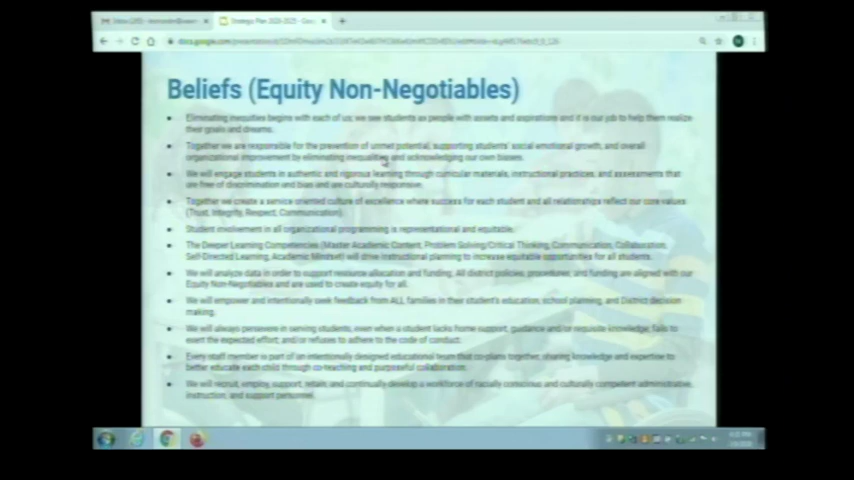 Strategic Plan 2020-2025 - Goo
docs.google.com
Beliefs (Equity Non-Negotiables)
Eliminating inequities begins with each of us; we see students as people with assets and aspirations and it is our job to help them realize
their goals and dreams.
Together we are responsible for the prevention of unmet potential, supporting students' social emotional growth, and overall
organizational improvement by eliminating inequalities and acknowledging our own biases.
We will engage students in authentic and rigorous learning through curricular materials, instructional practices, and assessments that
are free of discrimination and bias and are culturally responsive.
Together we create a service oriented culture of excellence where success for each student and all relationships reflect our core values
(Trust, Integrity, Respect, Communication).
Student involvement in all organizational programming is representational and equitable.
The Deeper Learning Competencies (Master Academic Content, Problem Solving/Critical Thinking, Communication, Collaboration,
Self-Directed Learning, Academic Mindset) will drive instructional planning to increase equitable opportunities for all students.
We will analyze data in order to support resource allocation and funding. All district policies, procedures, and funding are aligned with our
Equity Non-Negotiables and are used to create equity for all.
We will empower and intentionally seek feedback from ALL families in their student's education, school planning, and District decision
making.
We will always persevere in serving students, even when a student lacks home support, guidance and/or requisite knowledge, fails to
exert the expected effort, and/or refuses to adhere to the code of conduct.
Every staff member is part of an intentionally designed educational team that co-plans together, sharing knowledge and expertise to
better educate each child through co-teaching and purposeful collaboration.
We will recruit, employ, support, retain, and continually develop a workforce of racially conscious and culturally competent administrative,
instruction, and support personnel.